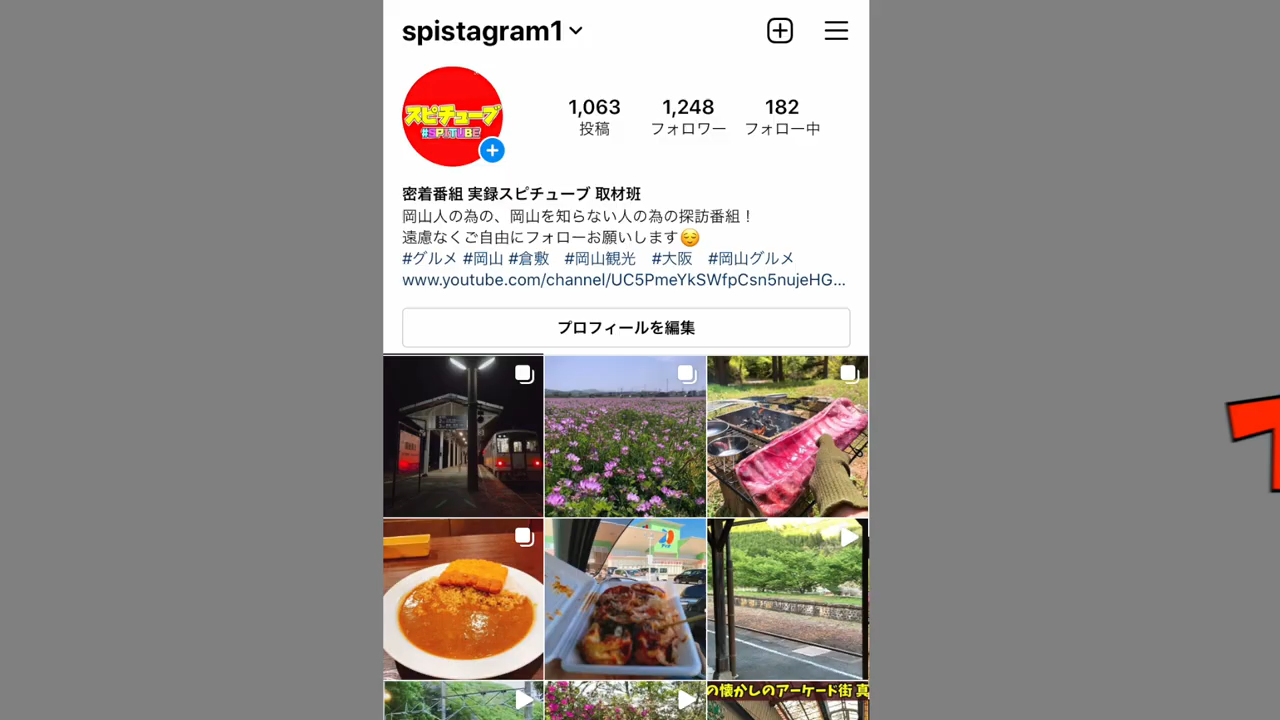 spistagram1
スピチューブ
#SPITUBE
1,063
投稿
1,248
フォロワー
182
フォロー中
密着番組 実録スピチューブ 取材班
岡山人の為の、岡山を知らない人の為の探訪番組！
遠慮なくご自由にフォローお願いします😌
#グルメ #岡山 #倉敷　#岡山観光　#大阪　#岡山グルメ
www.youtube.com/channel/UC5PmeYkSWfpCsn5nujeHG...
プロフィールを編集
の懐かしのアーケード街 真